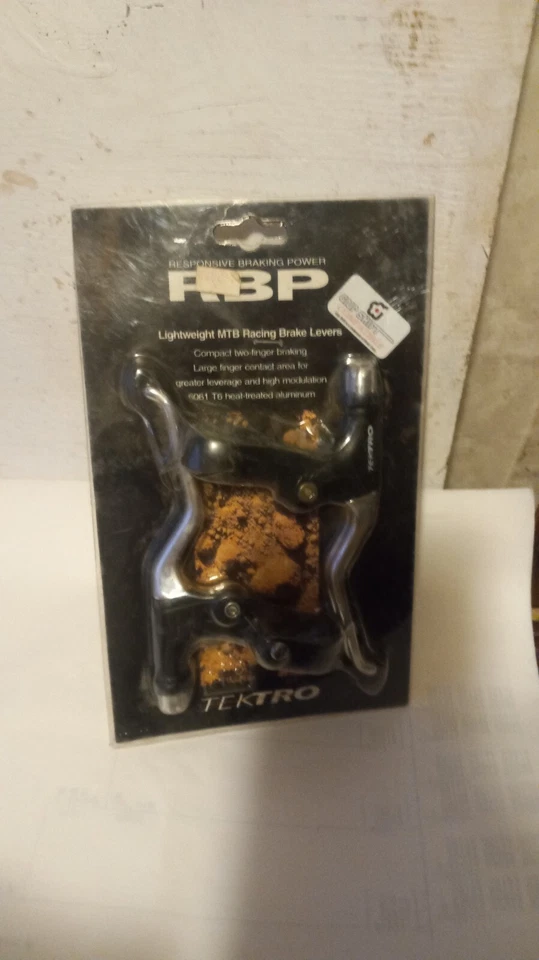 RESPONSIVE BRAKING POWER
RBP
Lightweight MTB Racing Brake Levers
Compact two-finger braking
Large finger contact area for
greater leverage and high modulation
6061 T6 heat-treated aluminum
TEKTRO
TEKTRO